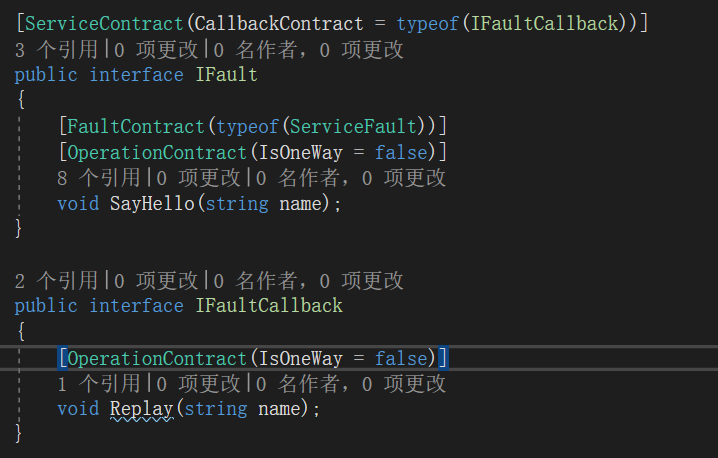 [ServiceContract(CallbackContract = typeof(IFaultCallback))]
3 个引用|0 项更改|0 名作者, 0 项更改
public interface IFault
{
[FaultContract(typeof(ServiceFault))]
[OperationContract(IsOneWay = false)]
8 个引用|0 项更改|0 名作者, 0 项更改
void SayHello(string name);
}
2 个引用|0 项更改|0 名作者, 0 项更改
public interface IFaultCallback
{
[OperationContract(IsOneWay = false)]
1 个引用|0 项更改|0 名作者, 0 项更改
void Replay(string name);
}